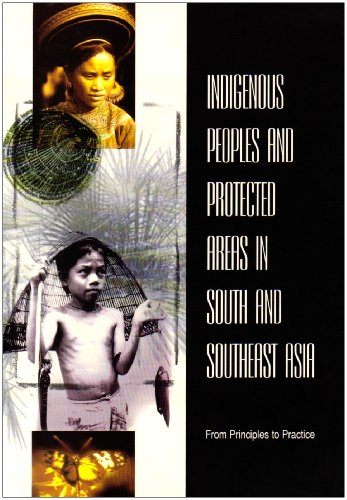 INDIGENOUS
PEOPLES AND
PROTECTED
AREAS IN
SOUTH AND
SOUTHEAST ASIA
From Principles to Practice